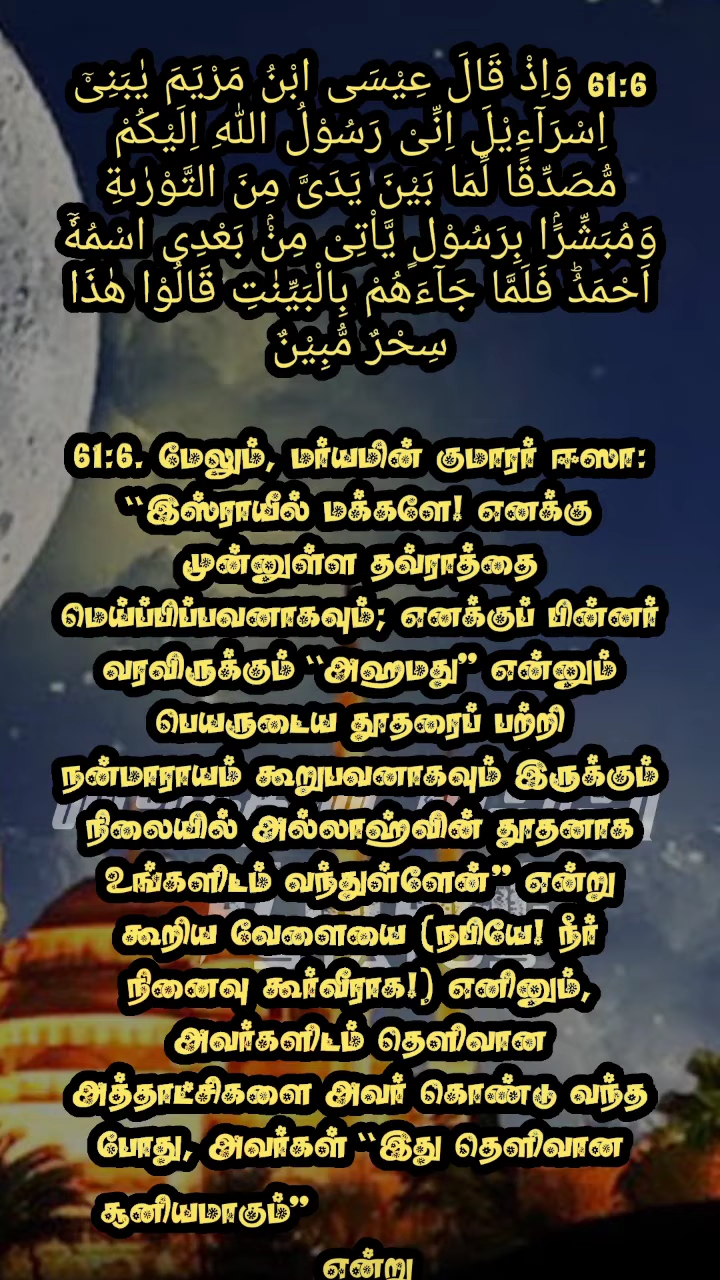 61:6 وَاِذْ قَالَ عِيْسَى ابْنُ مَرْيَمَ يٰبَنِىْۤ
اِسْرَآءِيْلَ اِنِّىْ رَسُوْلُ اللّٰهِ اِلَيْكُمْ
مُّصَدِّقًا لِّمَا بَيْنَ يَدَىَّ مِنَ التَّوْرٰٮةِ
وَمُبَشِّرًۢا بِرَسُوْلٍ يَّاْتِىْ مِنْۢ بَعْدِى اسْمُهٗۤ
اَحْمَدُ‌ؕ فَلَمَّا جَآءَهُمْ بِالْبَيِّنٰتِ قَالُوْا هٰذَا
سِحْرٌ مُّبِيْنٌ
61:6. மேலும், மர்யமின் குமாரர் ஈஸா:
“இஸ்ராயீல் மக்களே! எனக்கு
முன்னுள்ள தவ்ராத்தை
மெய்ப்பிப்பவனாகவும்; எனக்குப் பின்னர்
வரவிருக்கும் “அஹமது” என்னும்
பெயருடைய தூதரைப் பற்றி
நன்மாராயம் கூறுபவனாகவும் இருக்கும்
நிலையில் அல்லாஹ்வின் தூதனாக
உங்களிடம் வந்துள்ளேன்” என்று
கூறிய வேளையை (நபியே! நீர்
நினைவு கூர்வீராக!) எனினும்,
அவர்களிடம் தெளிவான
அத்தாட்சிகளை அவர் கொண்டு வந்த
போது, அவர்கள் “இது தெளிவான
சூனியமாகும்”
என்று